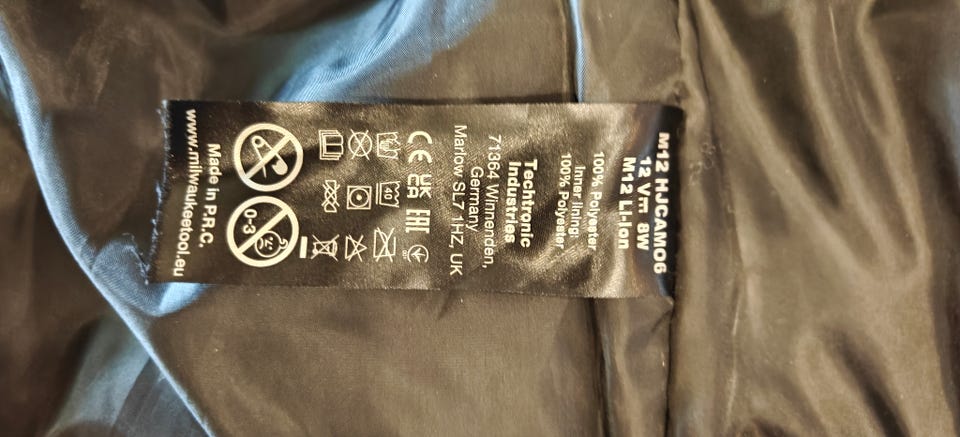 M12 HJCAMO6
12 V⎓ 8W
M12 Li-Ion
100% Polyester
Inner lining:
100% Polyester
Techtronic
Industries
71364 Winnenden,
Germany
Marlow SL7 1HZ, UK
CE UK CA EAC
40
0-3
Made in P.R.C.
www.milwaukeetool.eu